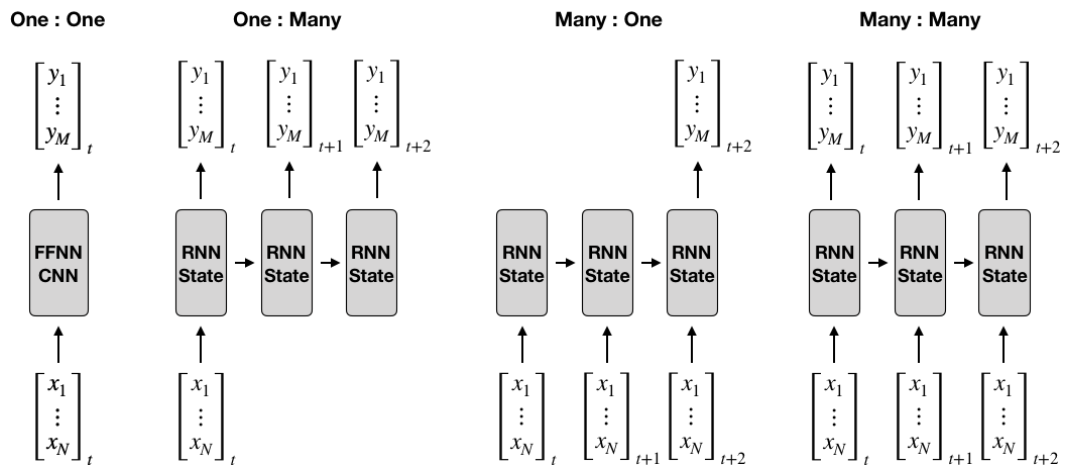 One : One One : Many Many : One Many : Many
y1 y1 y1 y1 y1 y1 y1 y1
⋮ ⋮ ⋮ ⋮ ⋮ ⋮ ⋮ ⋮
yM t yM t yM t+1 yM t+2 yM t+2 yM t yM t+1 yM t+2
FFNN RNN RNN RNN RNN RNN RNN RNN RNN RNN
CNN State State State State State State State State State
x1 x1 x1 x1 x1 x1 x1 x1
⋮ ⋮ ⋮ ⋮ ⋮ ⋮ ⋮ ⋮
xN t xN t xN t xN t+1 xN t+2 xN t xN t+1 xN t+2